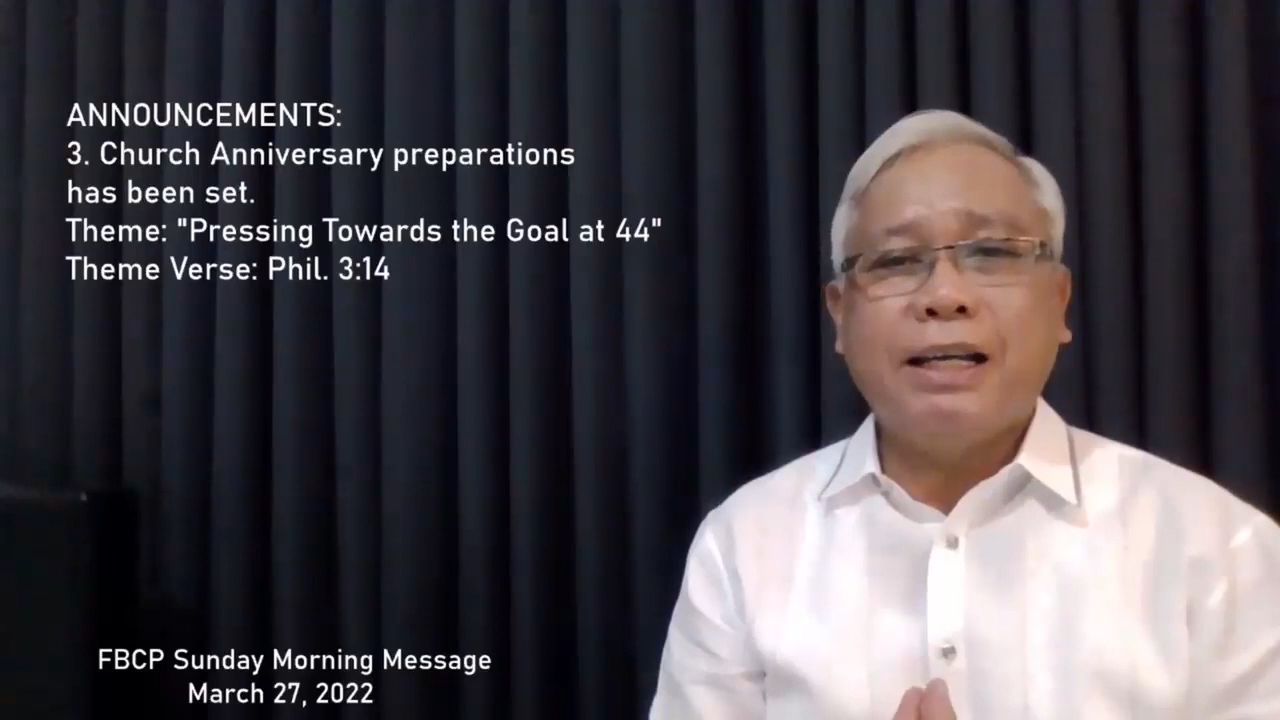 ANNOUNCEMENTS:
3. Church Anniversary preparations
has been set.
Theme: "Pressing Towards the Goal at 44"
Theme Verse: Phil. 3:14
FBCP Sunday Morning Message
March 27, 2022